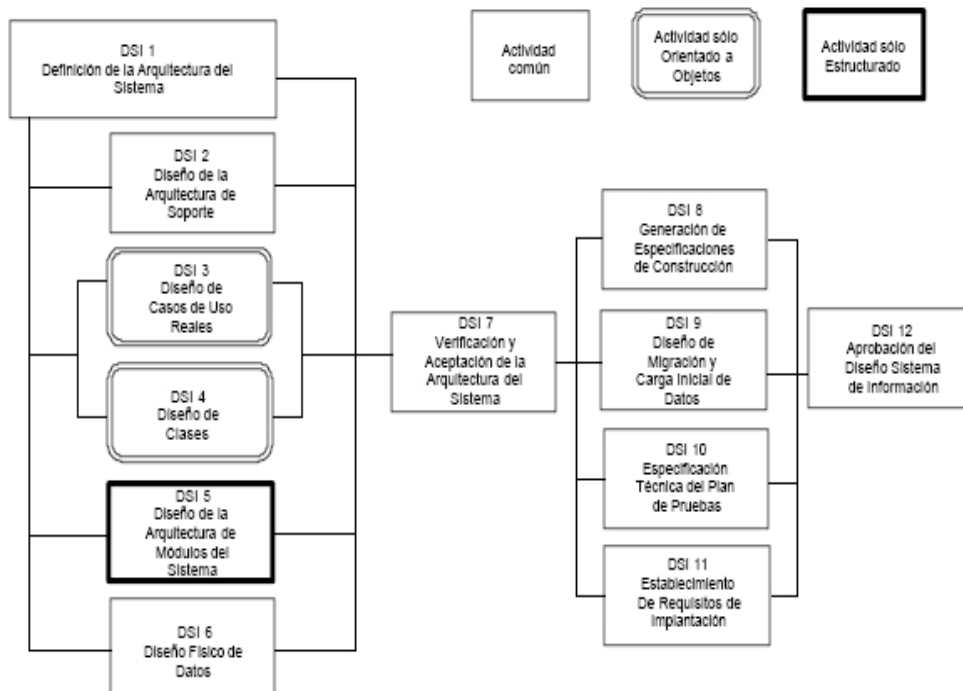 DSI 1
Definición de la Arquitectura del
Sistema
Actividad
común
Actividad sólo
Orientado a
Objetos
Actividad sólo
Estructurado
DSI 2
Diseño de la
Arquitectura de
Soporte
DSI 3
Diseño de
Casos de Uso
Reales
DSI 4
Diseño de
Clases
DSI 5
Diseño de la
Arquitectura de
Módulos del
Sistema
DSI 6
Diseño Físico de
Datos
DSI 7
Verificación y
Aceptación de la
Arquitectura del
Sistema
DSI 8
Generación de
Especificaciones
de Construcción
DSI 9
Diseño de
Migración y
Carga Inicial de
Datos
DSI 10
Especificación
Técnica del Plan
de Pruebas
DSI 11
Establecimiento
De Requisitos de
Implantación
DSI 12
Aprobación del
Diseño Sistema
de Información